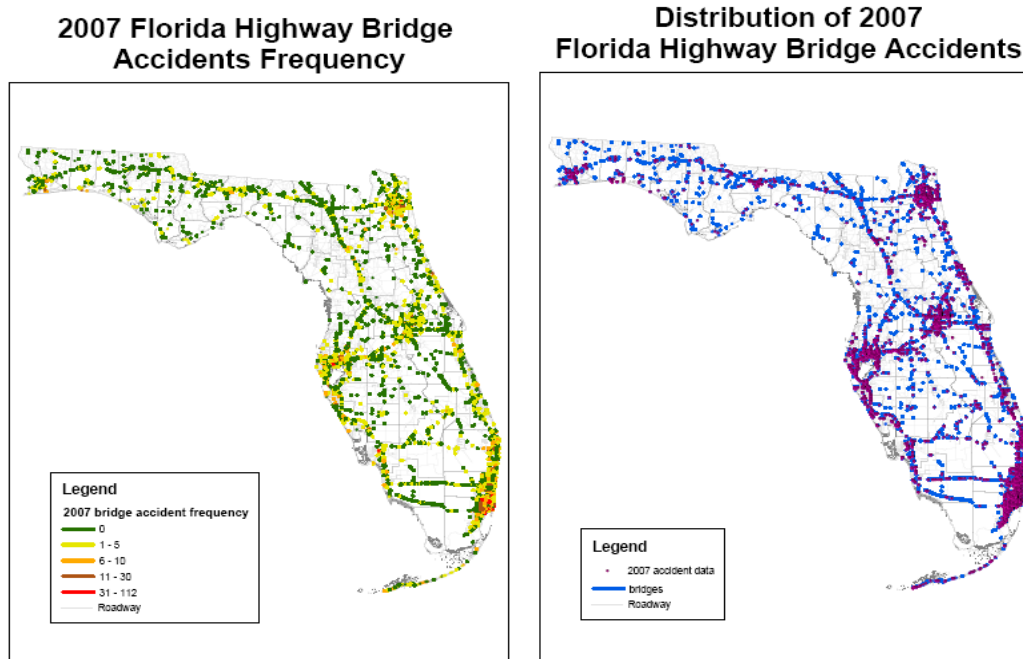 2007 Florida Highway Bridge
Accidents Frequency
Legend
2007 bridge accident frequency
0
1 - 5
6 - 10
11 - 30
31 - 112
Roadway
Distribution of 2007
Florida Highway Bridge Accidents
Legend
2007 accident data
bridges
Roadway